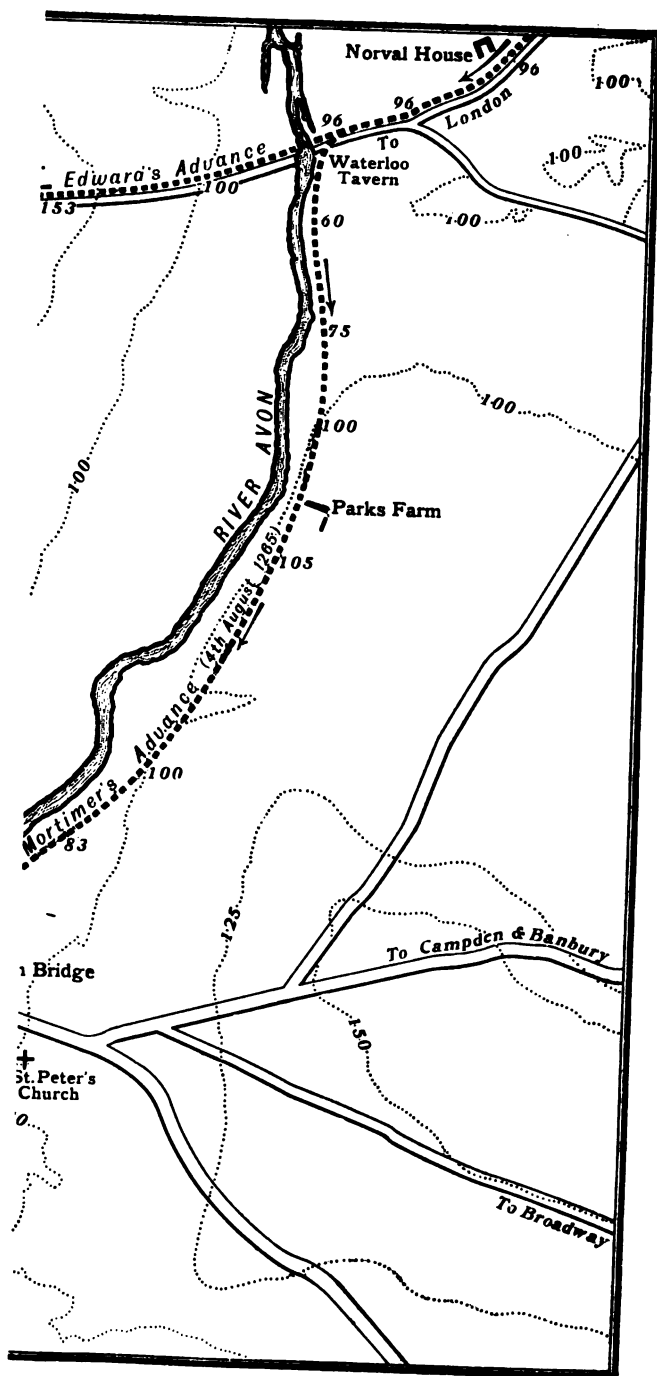 Norval House
96
100
96
96
London
To
100
Edward's Advance
Waterloo
Tavern
100
153
100
60
75
100
100
RIVER AVON
100
Parks Farm
105
Mortimer's Advance (4th August 1265)
100
83
125
To Campden & Banbury
Bridge
150
St. Peter's
Church
To Broadway